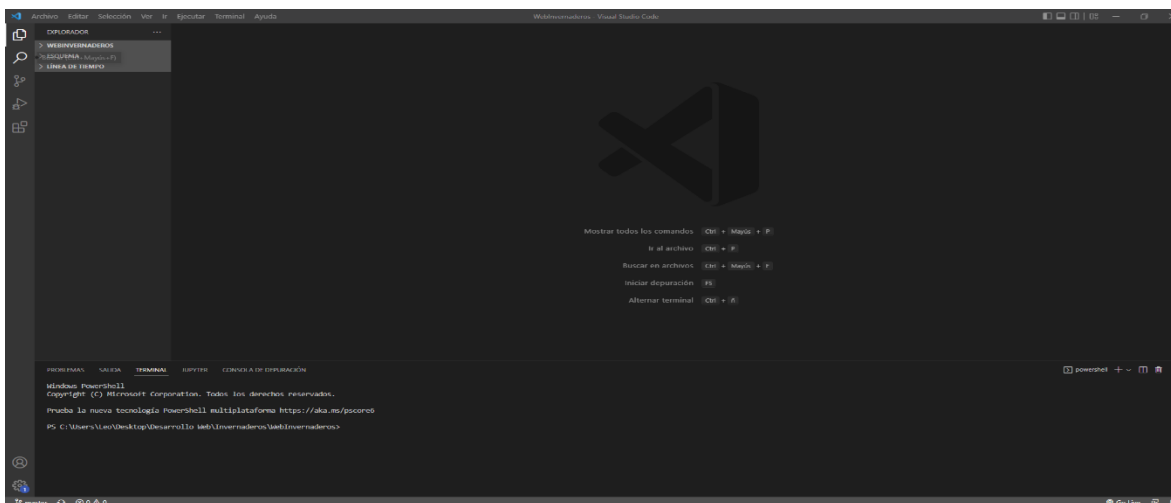 Archivo Editar Selección Ver Ir Ejecutar Terminal Ayuda
WebInvernaderos - Visual Studio Code
EXPLORADOR ...
WEBINVERNADEROS
ESQUEMA
LÍNEA DE TIEMPO
Mostrar todos los comandos Ctrl + Mayús + P
Ir al archivo Ctrl + P
Buscar en archivos Ctrl + Mayús + F
Iniciar depuración F5
Alternar terminal Ctrl + ñ
PROBLEMAS SALIDA TERMINAL JUPYTER CONSOLA DE DEPURACIÓN
powershell
Windows PowerShell
Copyright (C) Microsoft Corporation. Todos los derechos reservados.
Prueba la nueva tecnología PowerShell multiplataforma https://aka.ms/pscore6
PS C:\Users\Leo\Desktop\Desarrollo Web\Invernaderos\WebInvernaderos>